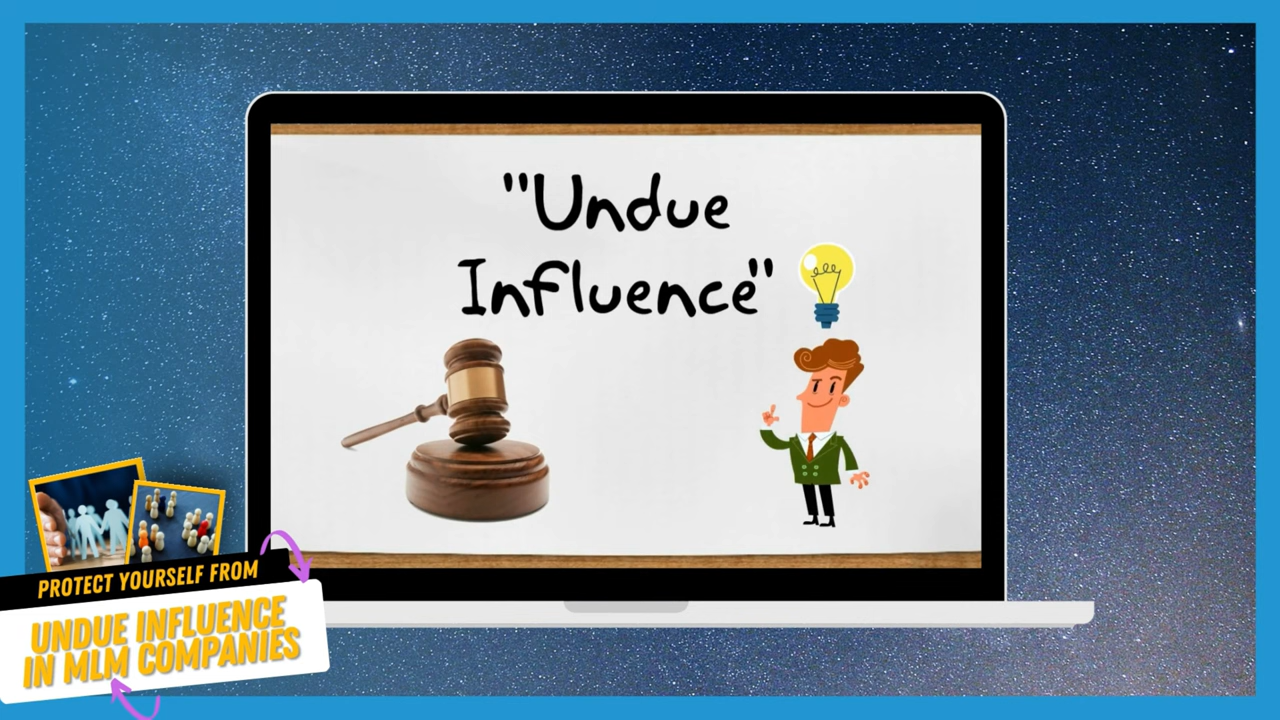 "Undue
Influence"
PROTECT YOURSELF FROM
UNDUE INFLUENCE
IN MLM COMPANIES